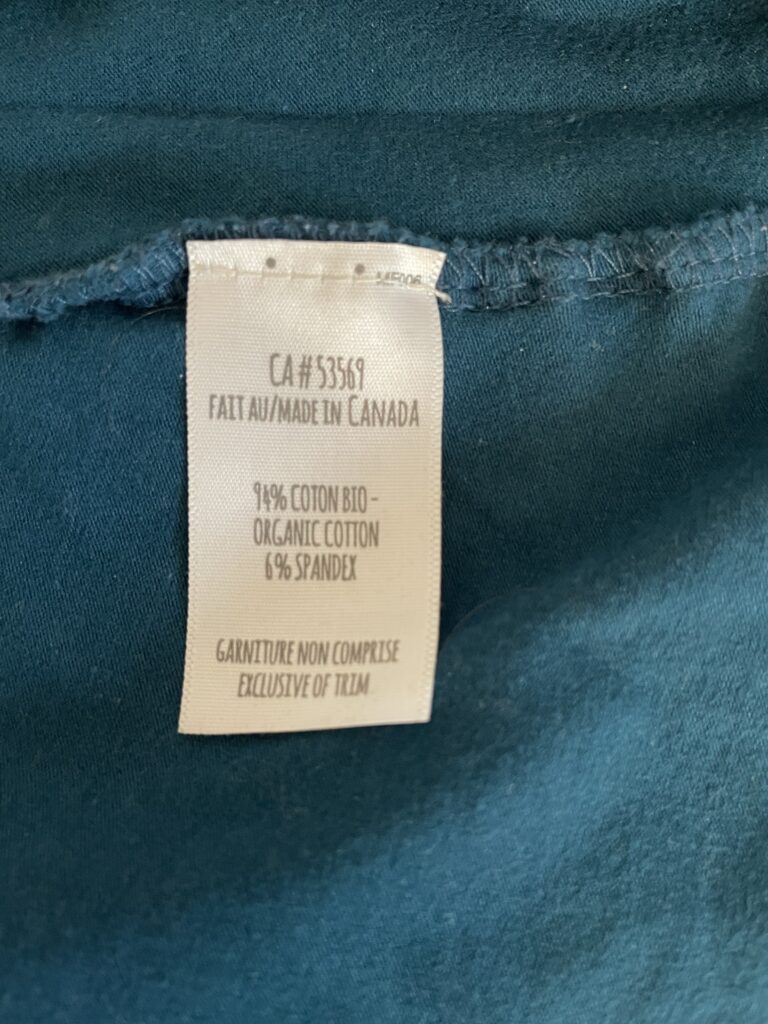 CA # 53569
FAIT AU/MADE IN CANADA
94% COTON BIO -
ORGANIC COTTON
6% SPANDEX
GARNITURE NON COMPRISE
EXCLUSIVE OF TRIM